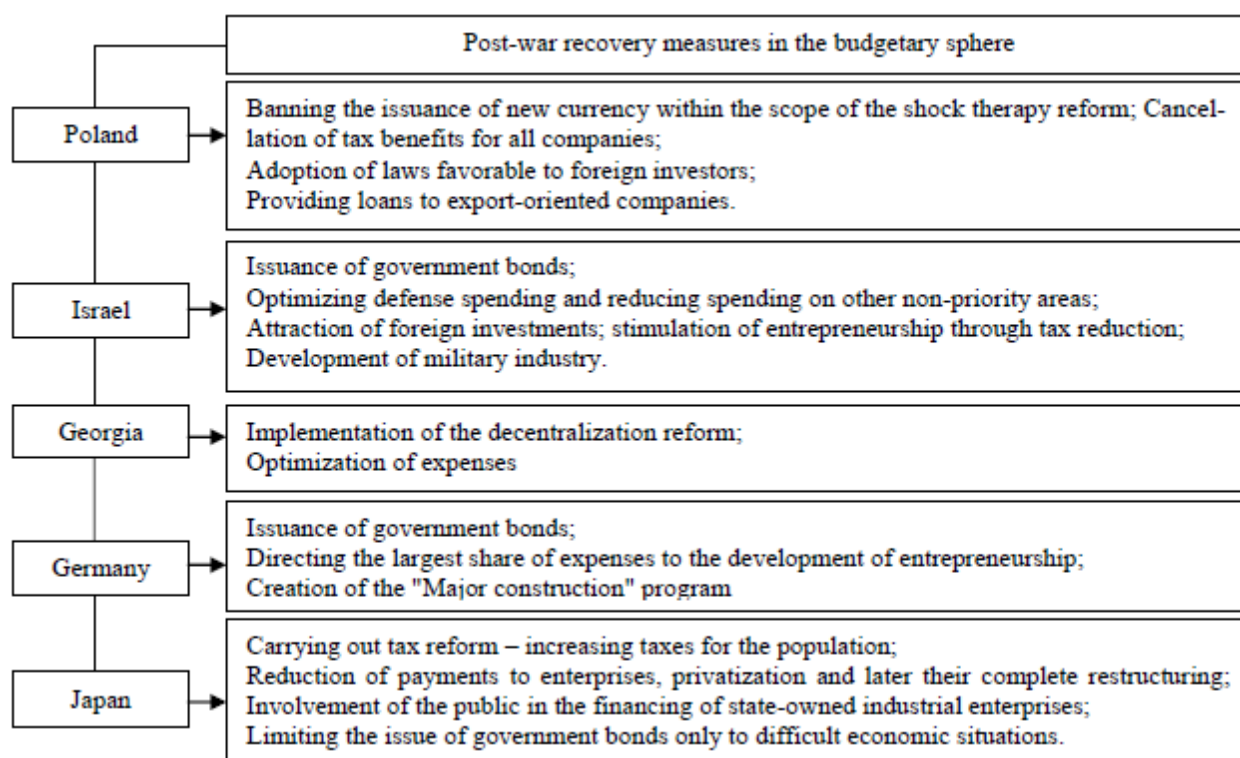 Post-war recovery measures in the budgetary sphere
Poland
Banning the issuance of new currency within the scope of the shock therapy reform; Cancel-
lation of tax benefits for all companies;
Adoption of laws favorable to foreign investors;
Providing loans to export-oriented companies.
Israel
Issuance of government bonds;
Optimizing defense spending and reducing spending on other non-priority areas;
Attraction of foreign investments; stimulation of entrepreneurship through tax reduction;
Development of military industry.
Georgia
Implementation of the decentralization reform;
Optimization of expenses
Germany
Issuance of government bonds;
Directing the largest share of expenses to the development of entrepreneurship;
Creation of the "Major construction" program
Japan
Carrying out tax reform – increasing taxes for the population;
Reduction of payments to enterprises, privatization and later their complete restructuring;
Involvement of the public in the financing of state-owned industrial enterprises;
Limiting the issue of government bonds only to difficult economic situations.